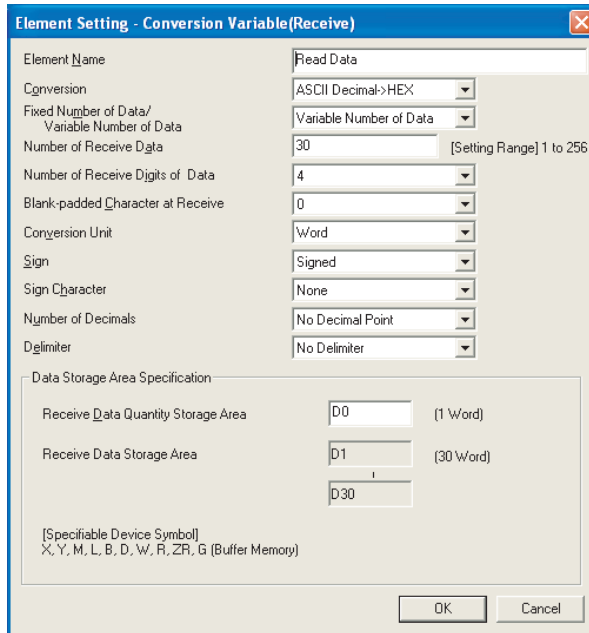 Element Setting - Conversion Variable(Receive)
Element Name Read Data
Conversion ASCII Decimal->HEX
Fixed Number of Data/
Variable Number of Data Variable Number of Data
Number of Receive Data 30 [Setting Range] 1 to 256
Number of Receive Digits of Data 4
Blank-padded Character at Receive 0
Conversion Unit Word
Sign Signed
Sign Character None
Number of Decimals No Decimal Point
Delimiter No Delimiter
Data Storage Area Specification
Receive Data Quantity Storage Area D0 (1 Word)
Receive Data Storage Area D1 (30 Word)
D30
[Specifiable Device Symbol]
X, Y, M, L, B, D, W, R, ZR, G (Buffer Memory)
OK Cancel